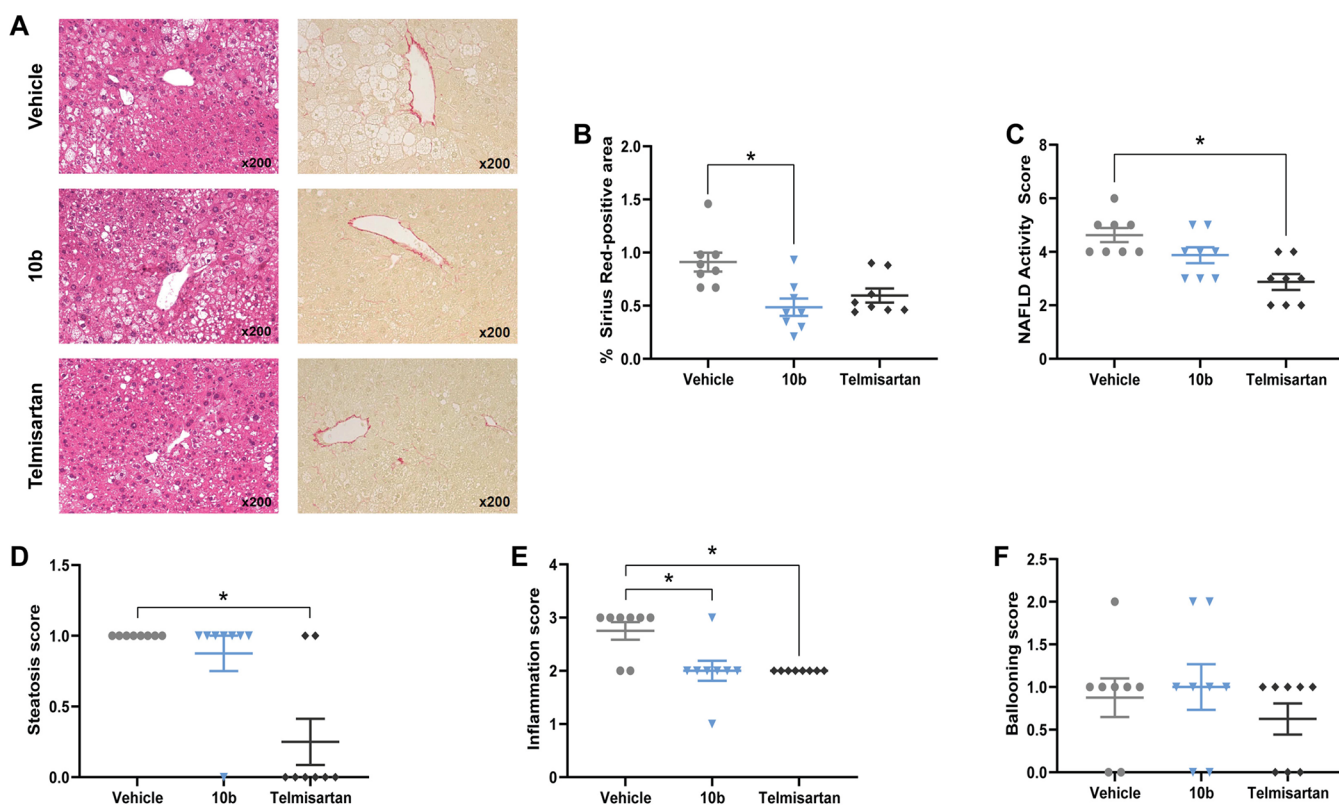 A
Vehicle
x200
x200
10b
x200
x200
Telmisartan
x200
x200
B
% Sirius Red-positive area
2.0
1.5
1.0
0.5
0.0
*
Vehicle
10b
Telmisartan
C
NAFLD Activity Score
8
6
4
2
0
*
Vehicle
10b
Telmisartan
D
Steatosis score
1.5
1.0
0.5
0.0
*
Vehicle
10b
Telmisartan
E
Inflammation score
4
3
2
1
0
*
*
Vehicle
10b
Telmisartan
F
Ballooning score
2.5
2.0
1.5
1.0
0.5
0.0
Vehicle
10b
Telmisartan